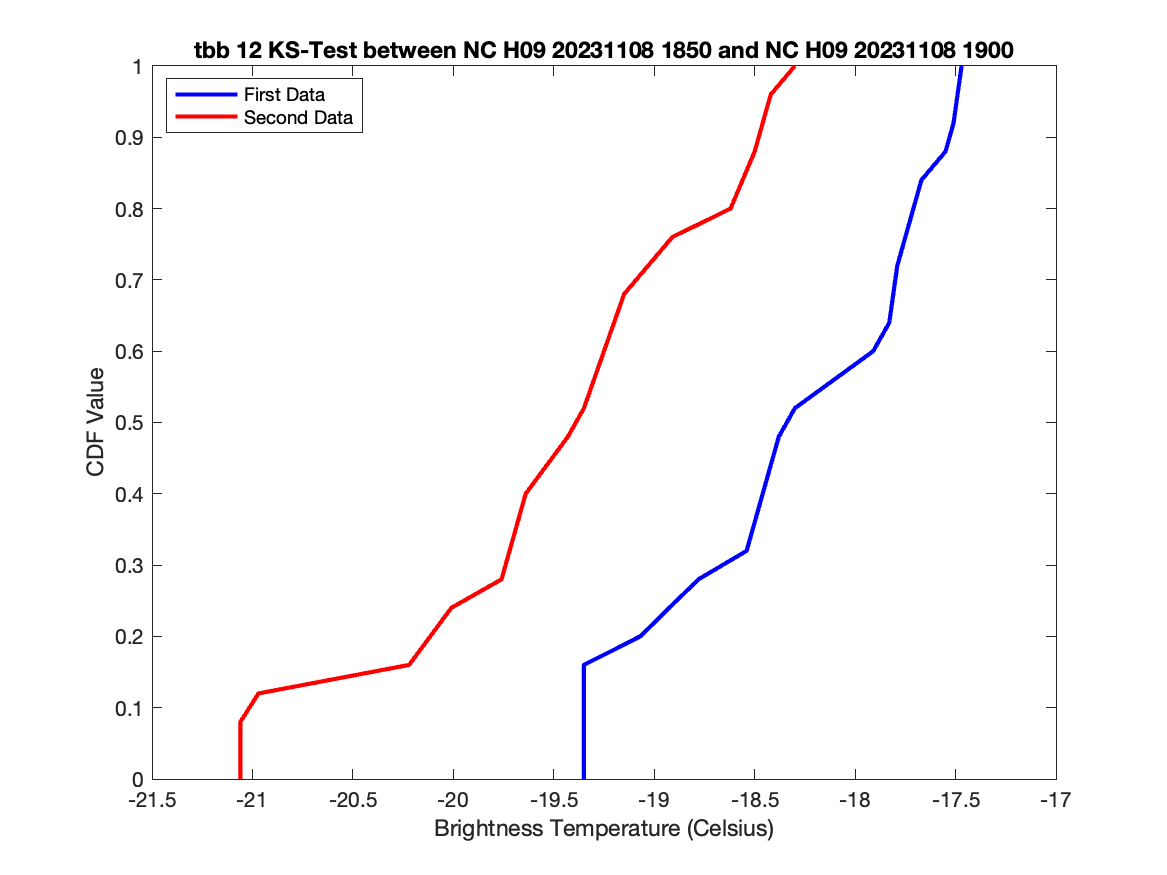 tbb 12 KS-Test between NC H09 20231108 1850 and NC H09 20231108 1900
First Data
Second Data
1
0.9
0.8
0.7
0.6
0.5
0.4
0.3
0.2
0.1
0
CDF Value
-21.5 -21 -20.5 -20 -19.5 -19 -18.5 -18 -17.5 -17
Brightness Temperature (Celsius)